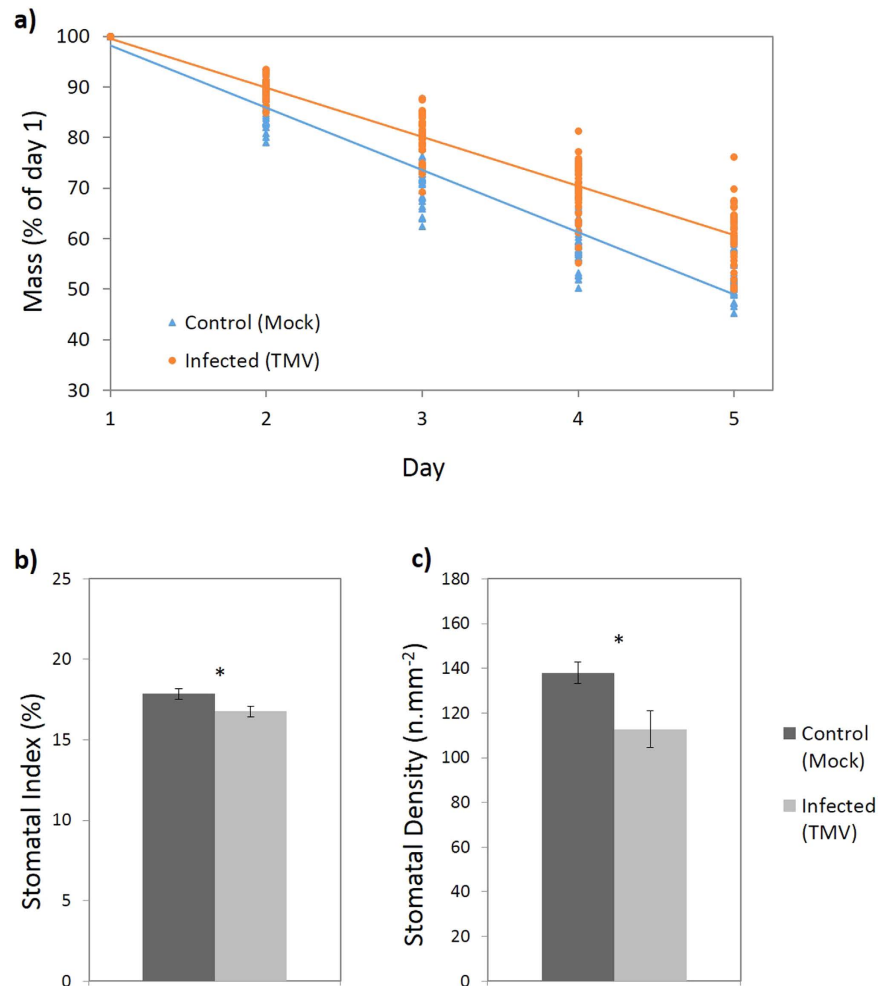 a)
Mass (% of day 1)
100
90
80
70
60
50
40
30
Control (Mock)
Infected (TMV)
1 2 3 4 5
Day
b)
Stomatal Index (%)
25
20
15
10
5
0
*
c)
Stomatal Density (n.mm⁻²)
180
160
140
120
100
80
60
40
20
0
*
Control
(Mock)
Infected
(TMV)